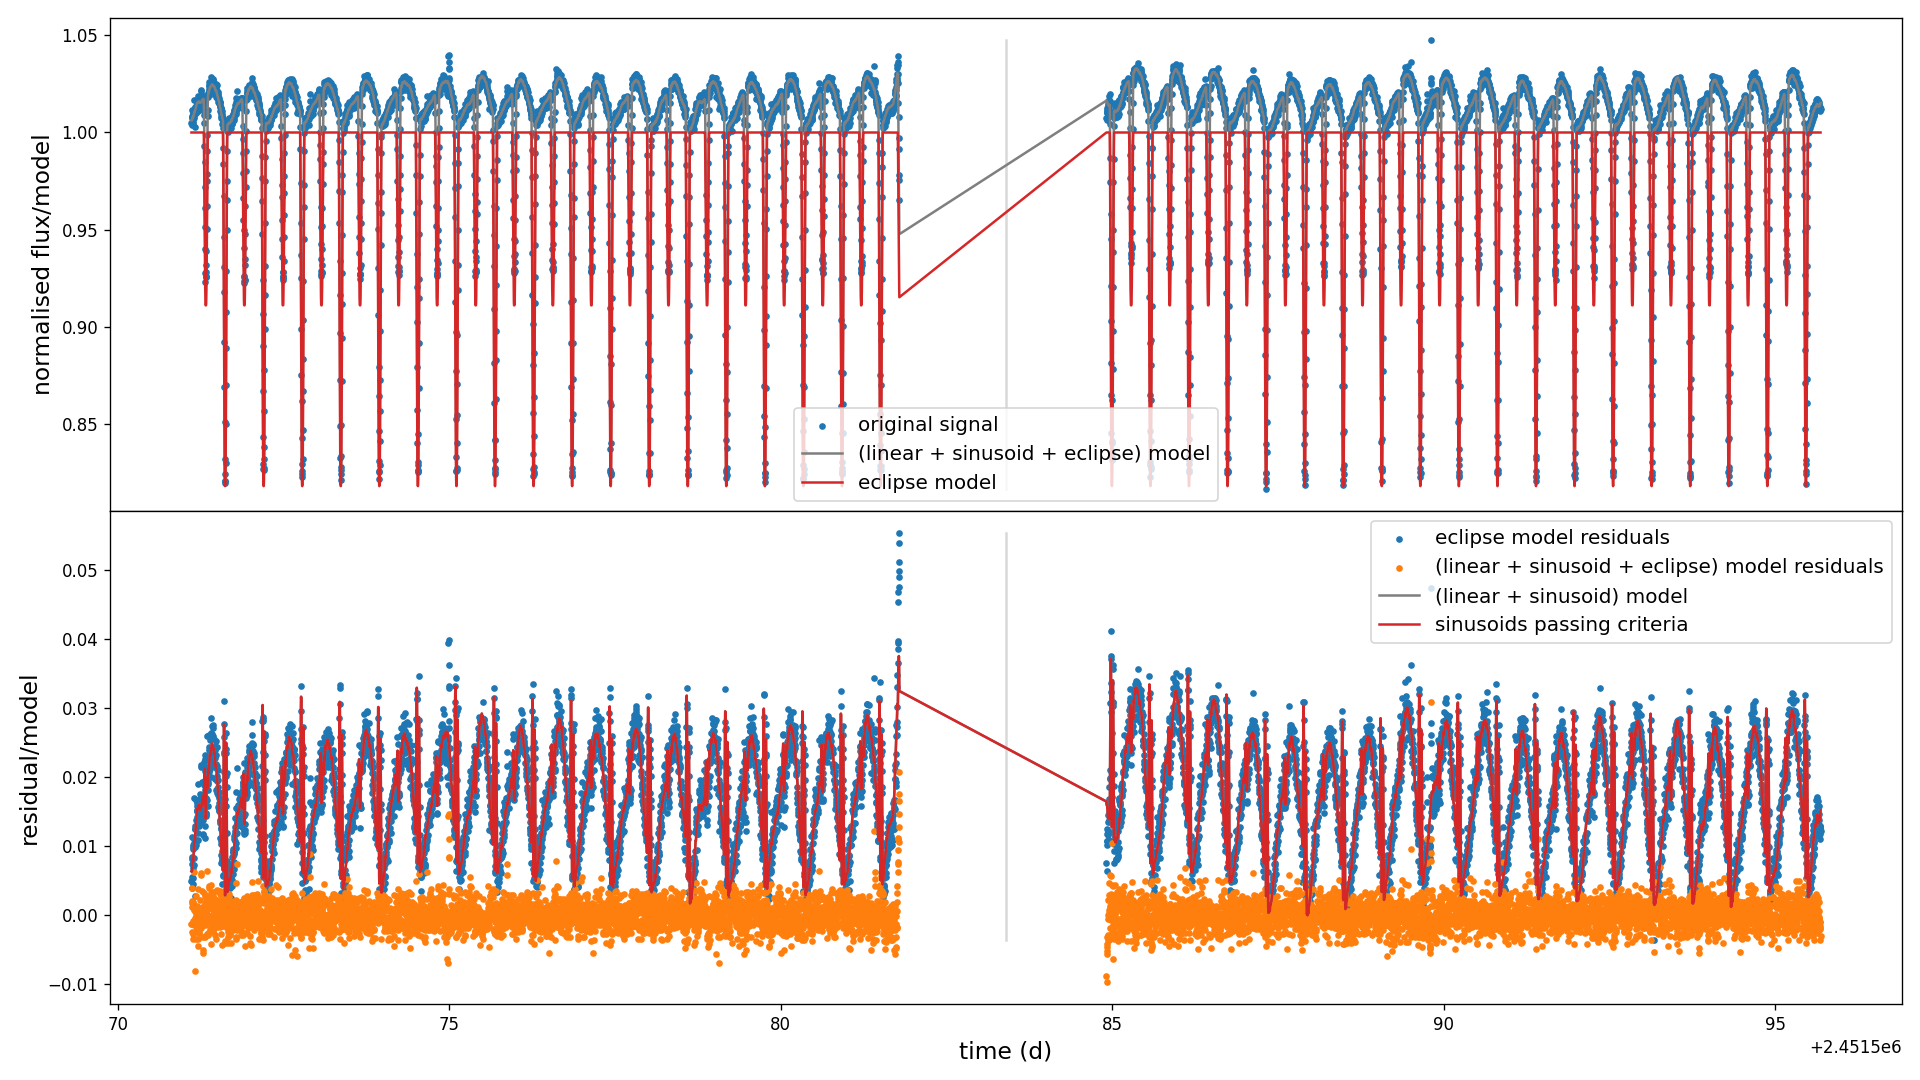 normalised flux/model
1.05
1.00
0.95
0.90
0.85
original signal
(linear + sinusoid + eclipse) model
eclipse model
residual/model
0.05
0.04
0.03
0.02
0.01
0.00
−0.01
eclipse model residuals
(linear + sinusoid + eclipse) model residuals
(linear + sinusoid) model
sinusoids passing criteria
70 75 80 85 90 95
time (d)
+2.4515e6